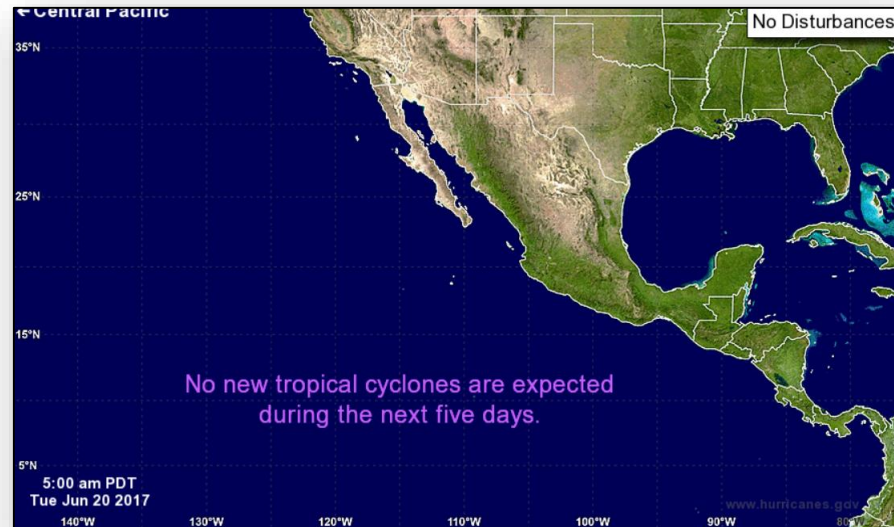 ← Central Pacific
No Disturbances
35°N
25°N
15°N
No new tropical cyclones are expected
during the next five days.
5°N
5:00 am PDT
Tue Jun 20 2017
www.hurricanes.gov
140°W 130°W 120°W 110°W 100°W 90°W 80°W